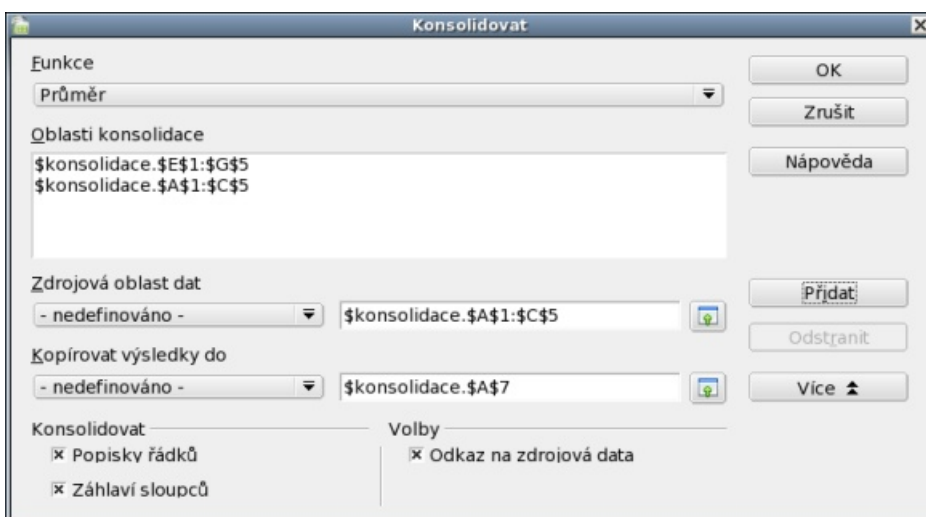 Konsolidovat
Funkce
Průměr
Oblasti konsolidace
$konsolidace.$E$1:$G$5
$konsolidace.$A$1:$C$5
Zdrojová oblast dat
- nedefinováno -
$konsolidace.$A$1:$C$5
Kopírovat výsledky do
- nedefinováno -
$konsolidace.$A$7
Konsolidovat
Popisky řádků
Záhlaví sloupců
Volby
Odkaz na zdrojová data
OK
Zrušit
Nápověda
Přidat
Odstranit
Více